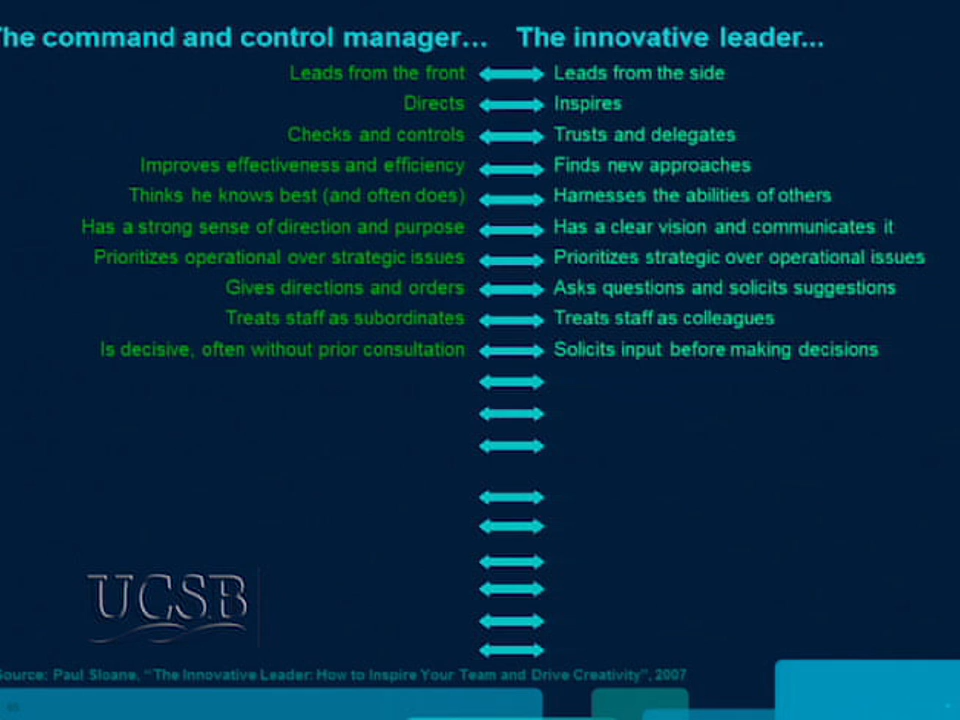 The command and control manager... The innovative leader...
Leads from the front Leads from the side
Directs Inspires
Checks and controls Trusts and delegates
Improves effectiveness and efficiency Finds new approaches
Thinks he knows best (and often does) Harnesses the abilities of others
Has a strong sense of direction and purpose Has a clear vision and communicates it
Prioritizes operational over strategic issues Prioritizes strategic over operational issues
Gives directions and orders Asks questions and solicits suggestions
Treats staff as subordinates Treats staff as colleagues
Is decisive, often without prior consultation Solicits input before making decisions
UCSB
Source: Paul Sloane, "The Innovative Leader: How to Inspire Your Team and Drive Creativity", 2007